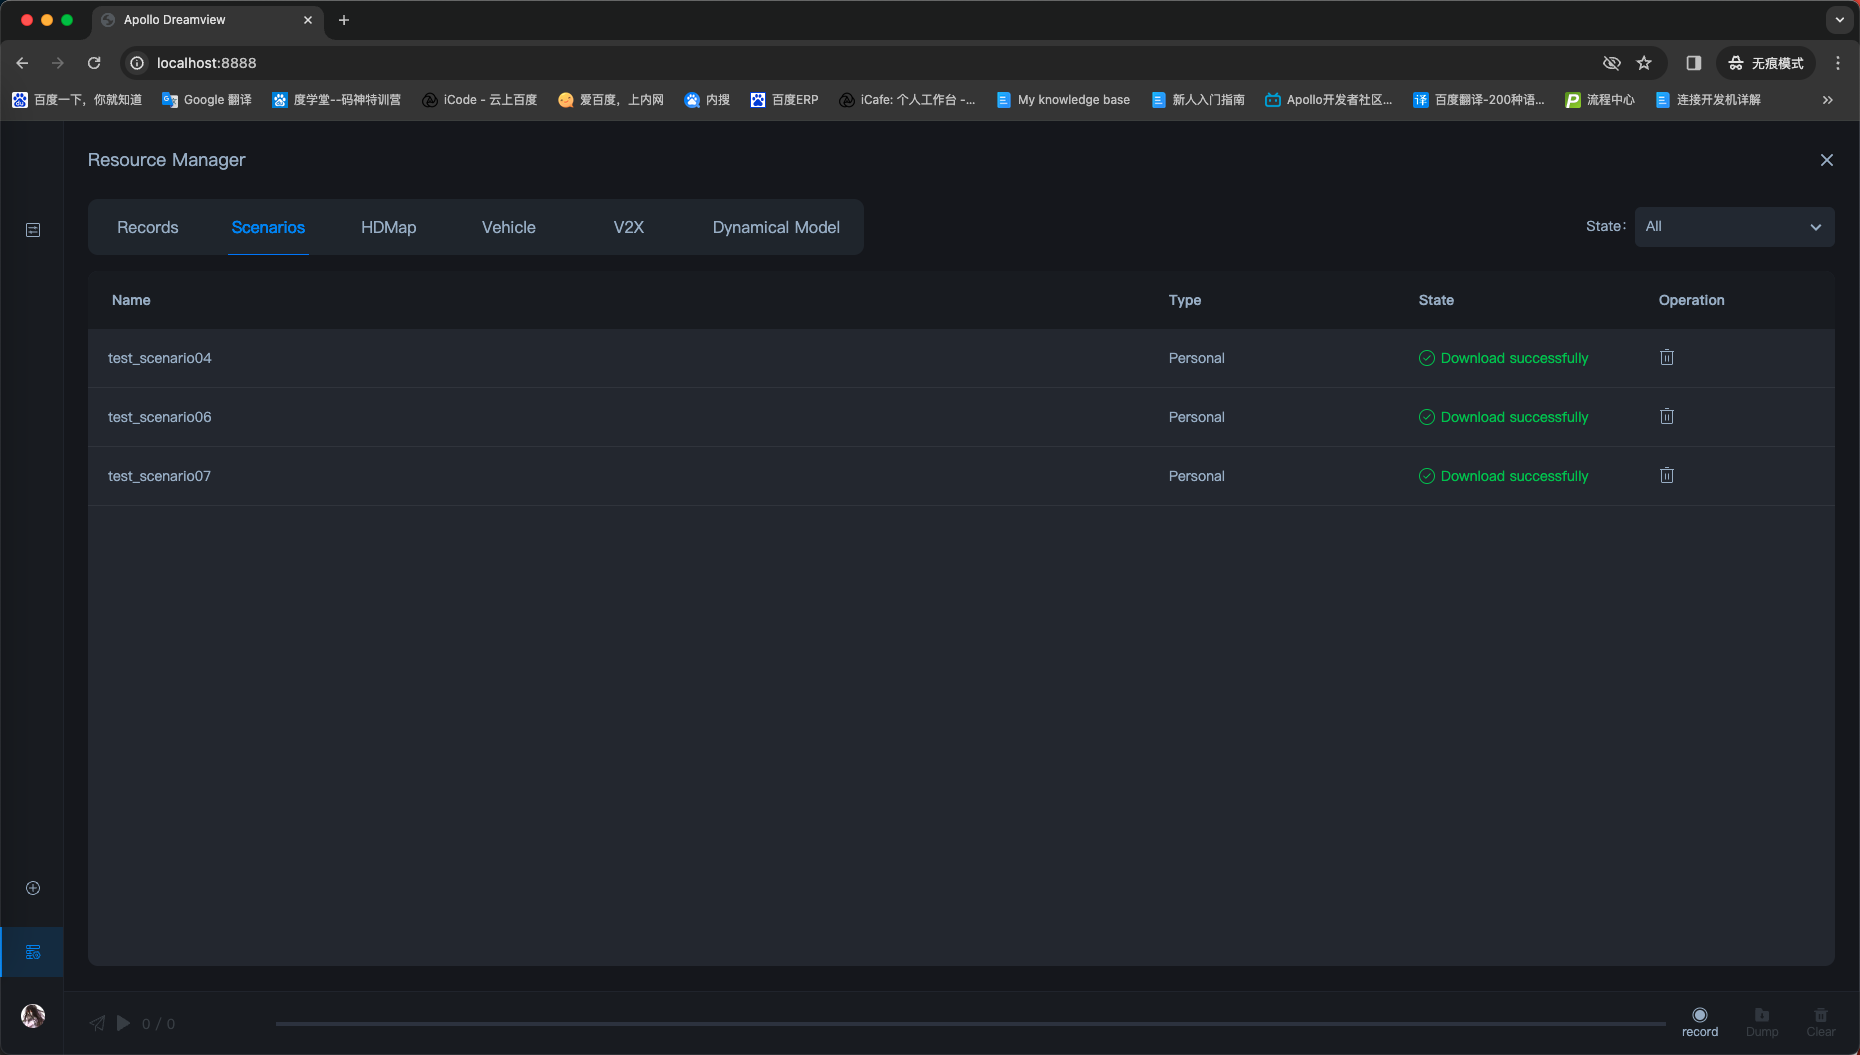 Apollo Dreamview
localhost:8888
无痕模式
百度一下，你就知道 Google 翻译 度学堂--码神特训营 iCode - 云上百度 爱百度，上内网 内搜 百度ERP iCafe: 个人工作台 -... My knowledge base 新人入门指南 Apollo开发者社区... 百度翻译-200种语... 流程中心 连接开发机详解
Resource Manager
Records Scenarios HDMap Vehicle V2X Dynamical Model State: All
Name Type State Operation
test_scenario04 Personal Download successfully
test_scenario06 Personal Download successfully
test_scenario07 Personal Download successfully
0 / 0
record Dump Clear